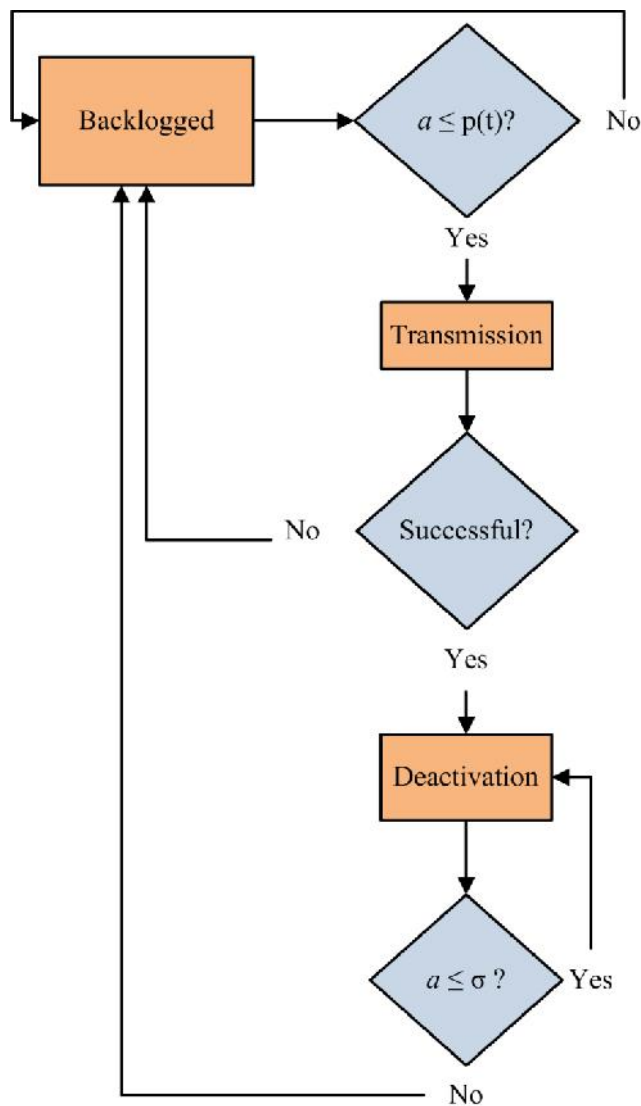 Backlogged
a ≤ p(t)?
No
Yes
Transmission
Successful?
No
Yes
Deactivation
a ≤ σ ?
Yes
No